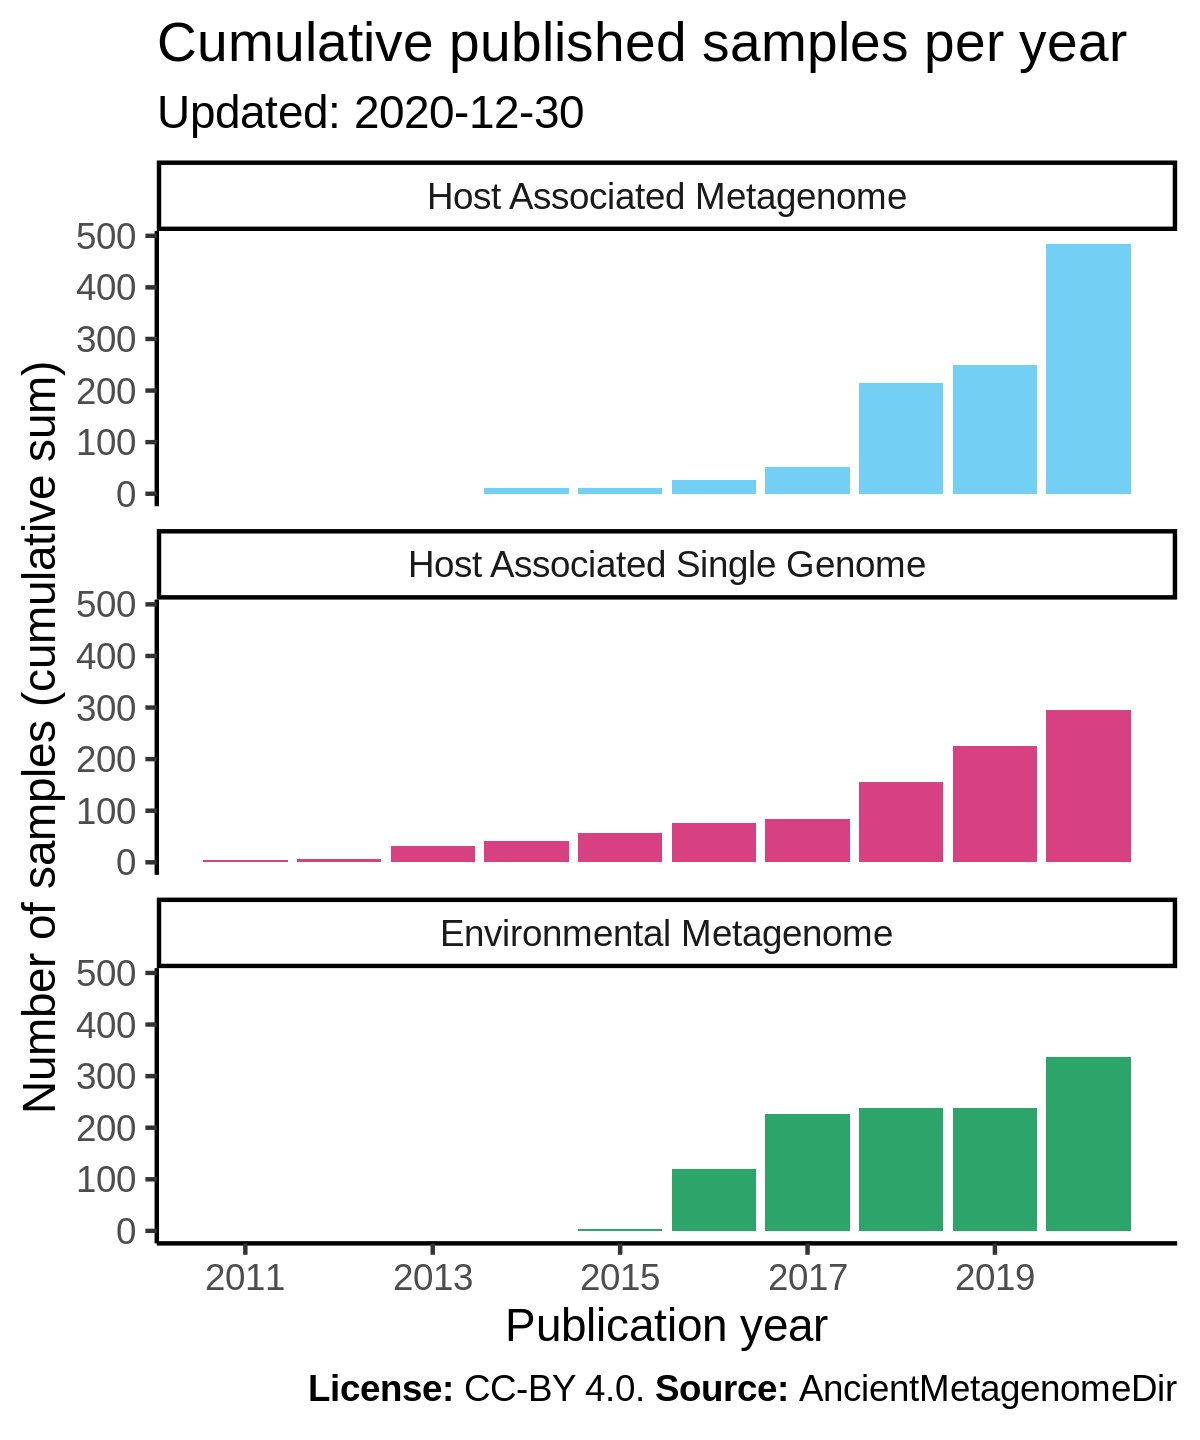 Cumulative published samples per year
Updated: 2020-12-30
Host Associated Metagenome
500
400
300
200
100
0
Host Associated Single Genome
500
400
300
200
100
0
Environmental Metagenome
500
400
300
200
100
0
Number of samples (cumulative sum)
2011 2013 2015 2017 2019
Publication year
License: CC-BY 4.0. Source: AncientMetagenomeDir